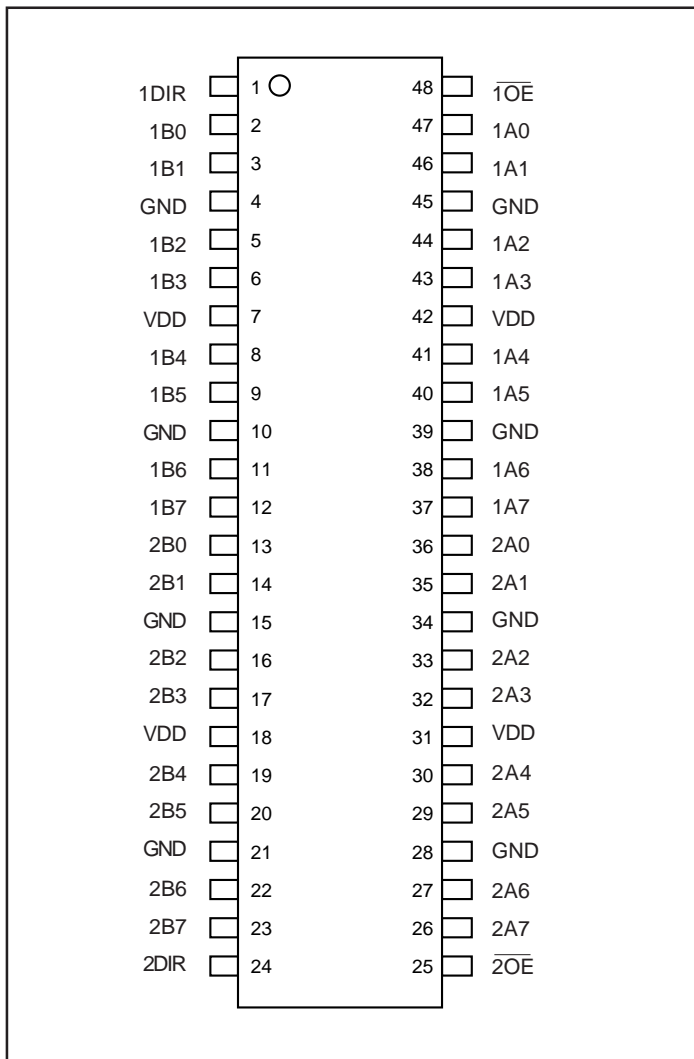 1DIR 1 48 1O̅E̅
1B0 2 47 1A0
1B1 3 46 1A1
GND 4 45 GND
1B2 5 44 1A2
1B3 6 43 1A3
VDD 7 42 VDD
1B4 8 41 1A4
1B5 9 40 1A5
GND 10 39 GND
1B6 11 38 1A6
1B7 12 37 1A7
2B0 13 36 2A0
2B1 14 35 2A1
GND 15 34 GND
2B2 16 33 2A2
2B3 17 32 2A3
VDD 18 31 VDD
2B4 19 30 2A4
2B5 20 29 2A5
GND 21 28 GND
2B6 22 27 2A6
2B7 23 26 2A7
2DIR 24 25 2O̅E̅